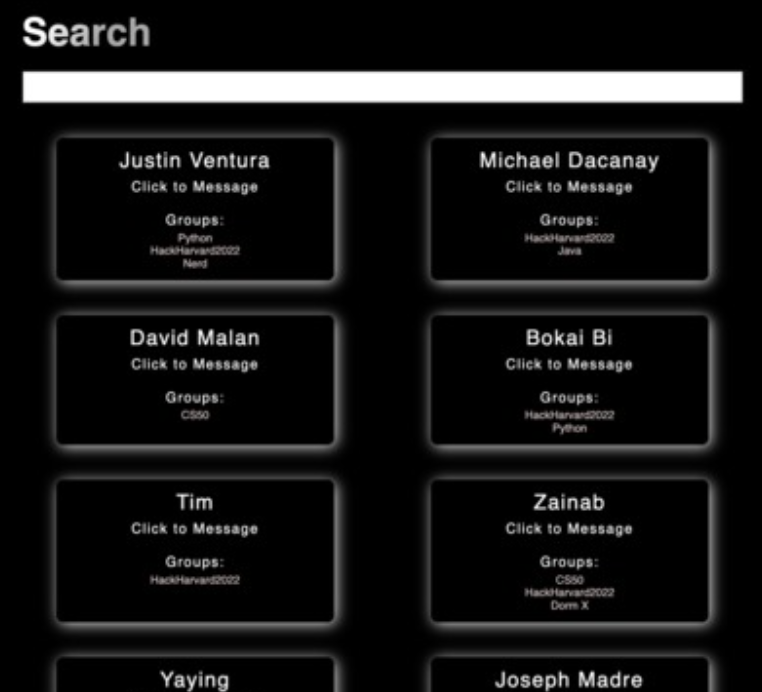 Search
Justin Ventura
Click to Message
Groups:
Python
HackHarvard2022
Nerd
Michael Dacanay
Click to Message
Groups:
HackHarvard2022
Java
David Malan
Click to Message
Groups:
CS50
Bokai Bi
Click to Message
Groups:
HackHarvard2022
Python
Tim
Click to Message
Groups:
HackHarvard2022
Zainab
Click to Message
Groups:
CS50
HackHarvard2022
Dorm X
Yaying
Joseph Madre